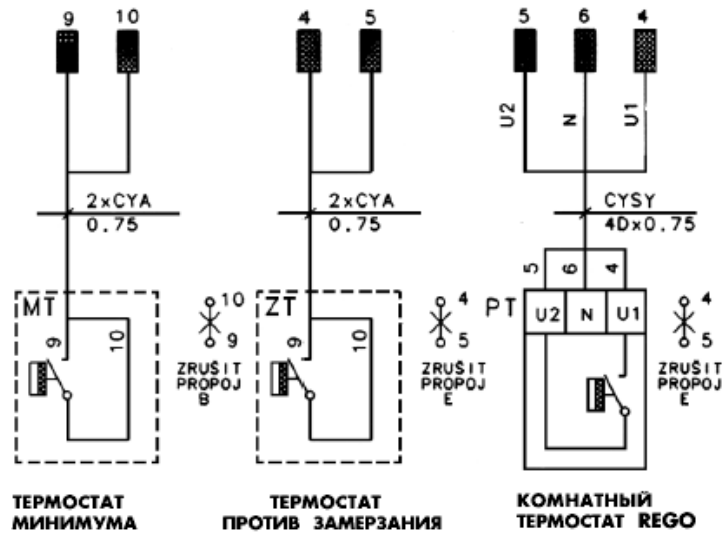 9 10
2xCYA
0.75
MT
9
10
10
9
ZRUŠIT
PROPOJ
B
ТЕРМОСТАТ
МИНИМУМА
4 5
2xCYA
0.75
ZT
9
10
4
5
ZRUŠIT
PROPOJ
E
ТЕРМОСТАТ
ПРОТИВ ЗАМЕРЗАНИЯ
5 6 4
U2 N U1
CYSY
4Dx0.75
5 6 4
PT U2 N U1
4
5
ZRUŠIT
PROPOJ
E
КОМНАТНЫЙ
ТЕРМОСТАТ REGO